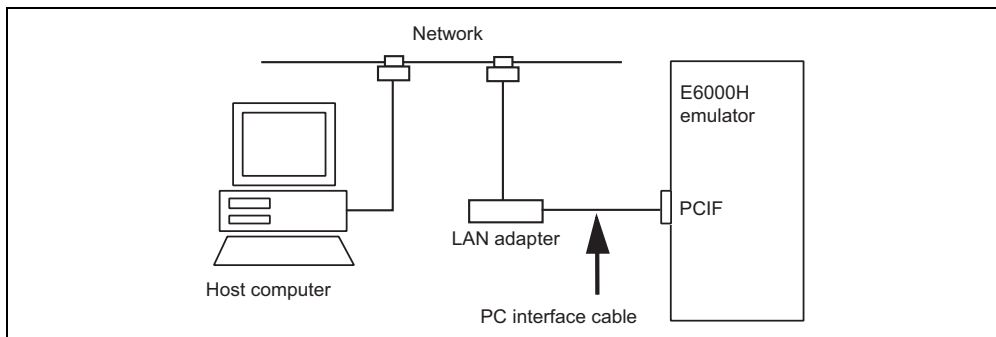 Network
E6000H
emulator
PCIF
LAN adapter
Host computer
PC interface cable